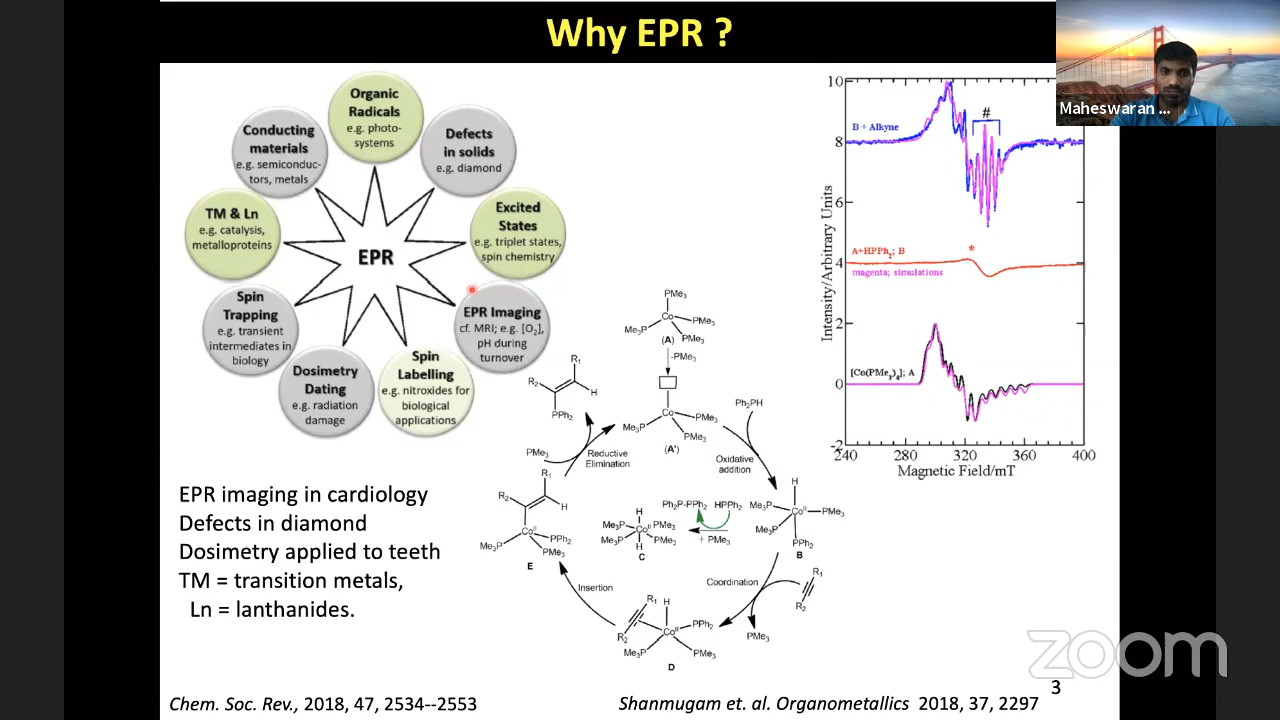 Why EPR ?
Maheswaran ...
Organic
Radicals
e.g. photo-
systems
Conducting
materials
e.g. semiconduc-
tors, metals
Defects
in solids
e.g. diamond
TM & Ln
e.g. catalysis,
metalloproteins
EPR
Excited
States
e.g. triplet states,
spin chemistry
Spin
Trapping
e.g. transient
intermediates in
biology
EPR Imaging
cf. MRI; e.g. [O2],
pH during
turnover
Dosimetry
Dating
e.g. radiation
damage
Spin
Labelling
e.g. nitroxides for
biological
applications
EPR imaging in cardiology
Defects in diamond
Dosimetry applied to teeth
TM = transition metals,
Ln = lanthanides.
PMe3
Co
PMe3
Me3P
PMe3
(A)
-PMe3
Co
PMe3
Me3P
PMe3
(A')
Ph2PH
Oxidative
addition
H
Me3P
CoII
PMe3
Me3P
PPh2
B
Coordination
R1
R2
PMe3
R1
H
R2
CoII
PPh2
Me3P
PMe3
D
Insertion
R1
R2
H
CoII
PPh2
Me3P
PMe3
E
PMe3
Reductive
Elimination
R1
R2
H
PPh2
Ph2P-PPh2
HPPh2
+ PMe3
H
Me3P
PMe3
CoII
Me3P
PMe3
H
C
Intensity/Arbitrary Units
10
8
6
4
2
0
-2
B + Alkyne
#
A+HPPh2; B
*
magenta; simulations
[Co(PMe3)4]; A
240 280 320 360 400
Magnetic Field/mT
zoom
3
Chem. Soc. Rev., 2018, 47, 2534--2553
Shanmugam et. al. Organometallics 2018, 37, 2297